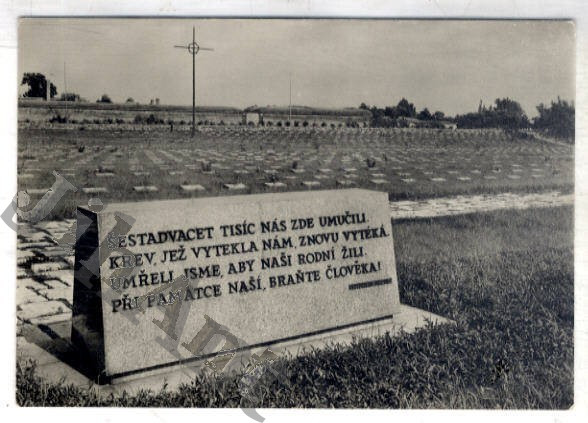 ŠESTADVACET TISÍC NÁS ZDE UMUČILI.
KREV, JEŽ VYTEKLA NÁM, ZNOVU VYTÉKÁ.
UMŘELI JSME, ABY NAŠI RODNÍ ŽILI.
PŘI PAMÁTCE NAŠÍ, BRAŇTE ČLOVĚKA!